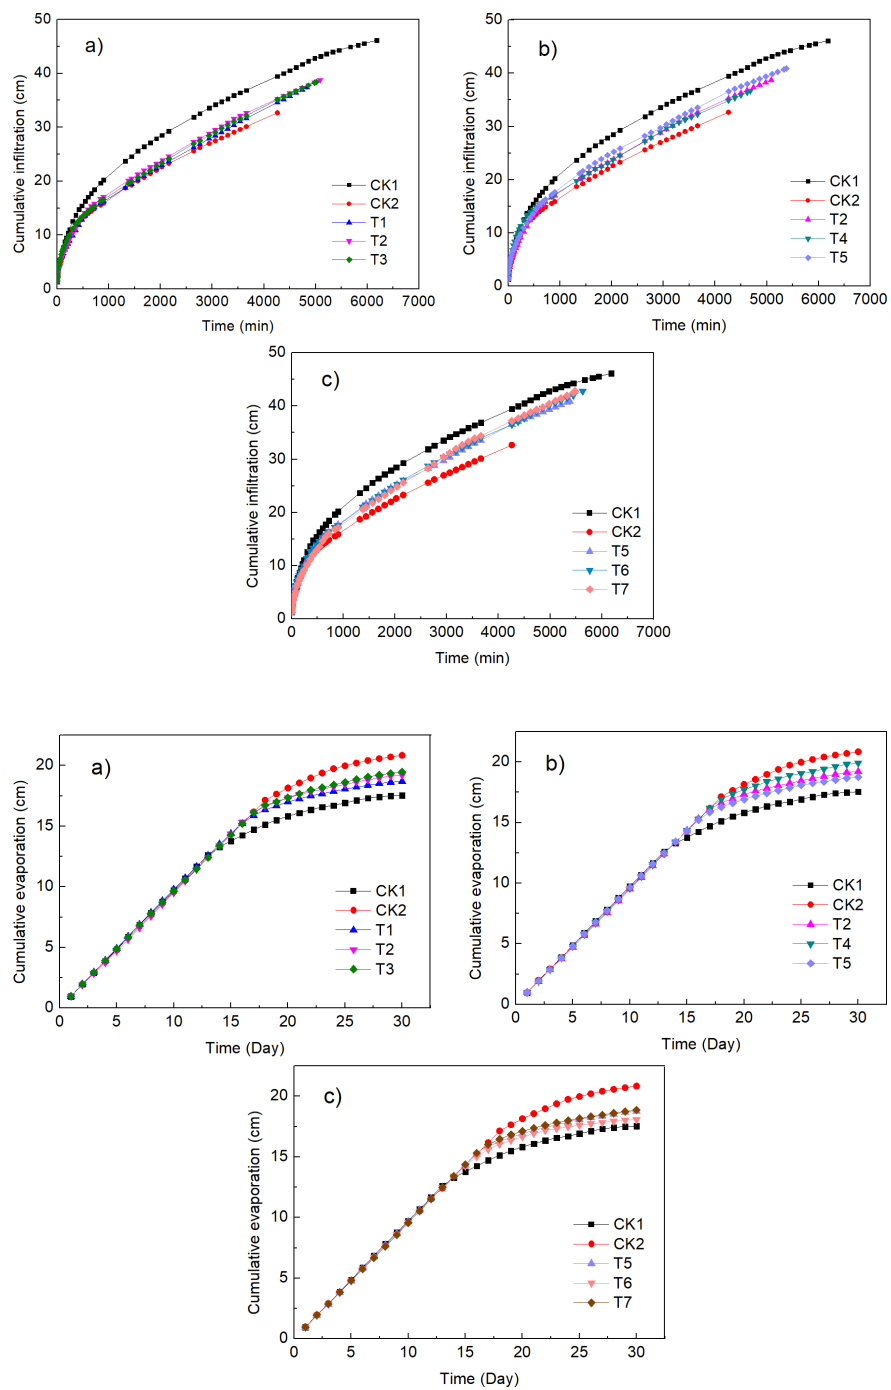 a)
Cumulative infiltration (cm)
50
40
30
20
10
0
CK1
CK2
T1
T2
T3
0 1000 2000 3000 4000 5000 6000 7000
Time (min)
b)
Cumulative infiltration (cm)
50
40
30
20
10
0
CK1
CK2
T2
T4
T5
0 1000 2000 3000 4000 5000 6000 7000
Time (min)
c)
Cumulative infiltration (cm)
50
40
30
20
10
0
CK1
CK2
T5
T6
T7
0 1000 2000 3000 4000 5000 6000 7000
Time (min)
a)
Cumulative evaporation (cm)
20
15
10
5
0
CK1
CK2
T1
T2
T3
0 5 10 15 20 25 30
Time (Day)
b)
Cumulative evaporation (cm)
20
15
10
5
0
CK1
CK2
T2
T4
T5
0 5 10 15 20 25 30
Time (Day)
c)
Cumulative evaporation (cm)
20
15
10
5
0
CK1
CK2
T5
T6
T7
0 5 10 15 20 25 30
Time (Day)